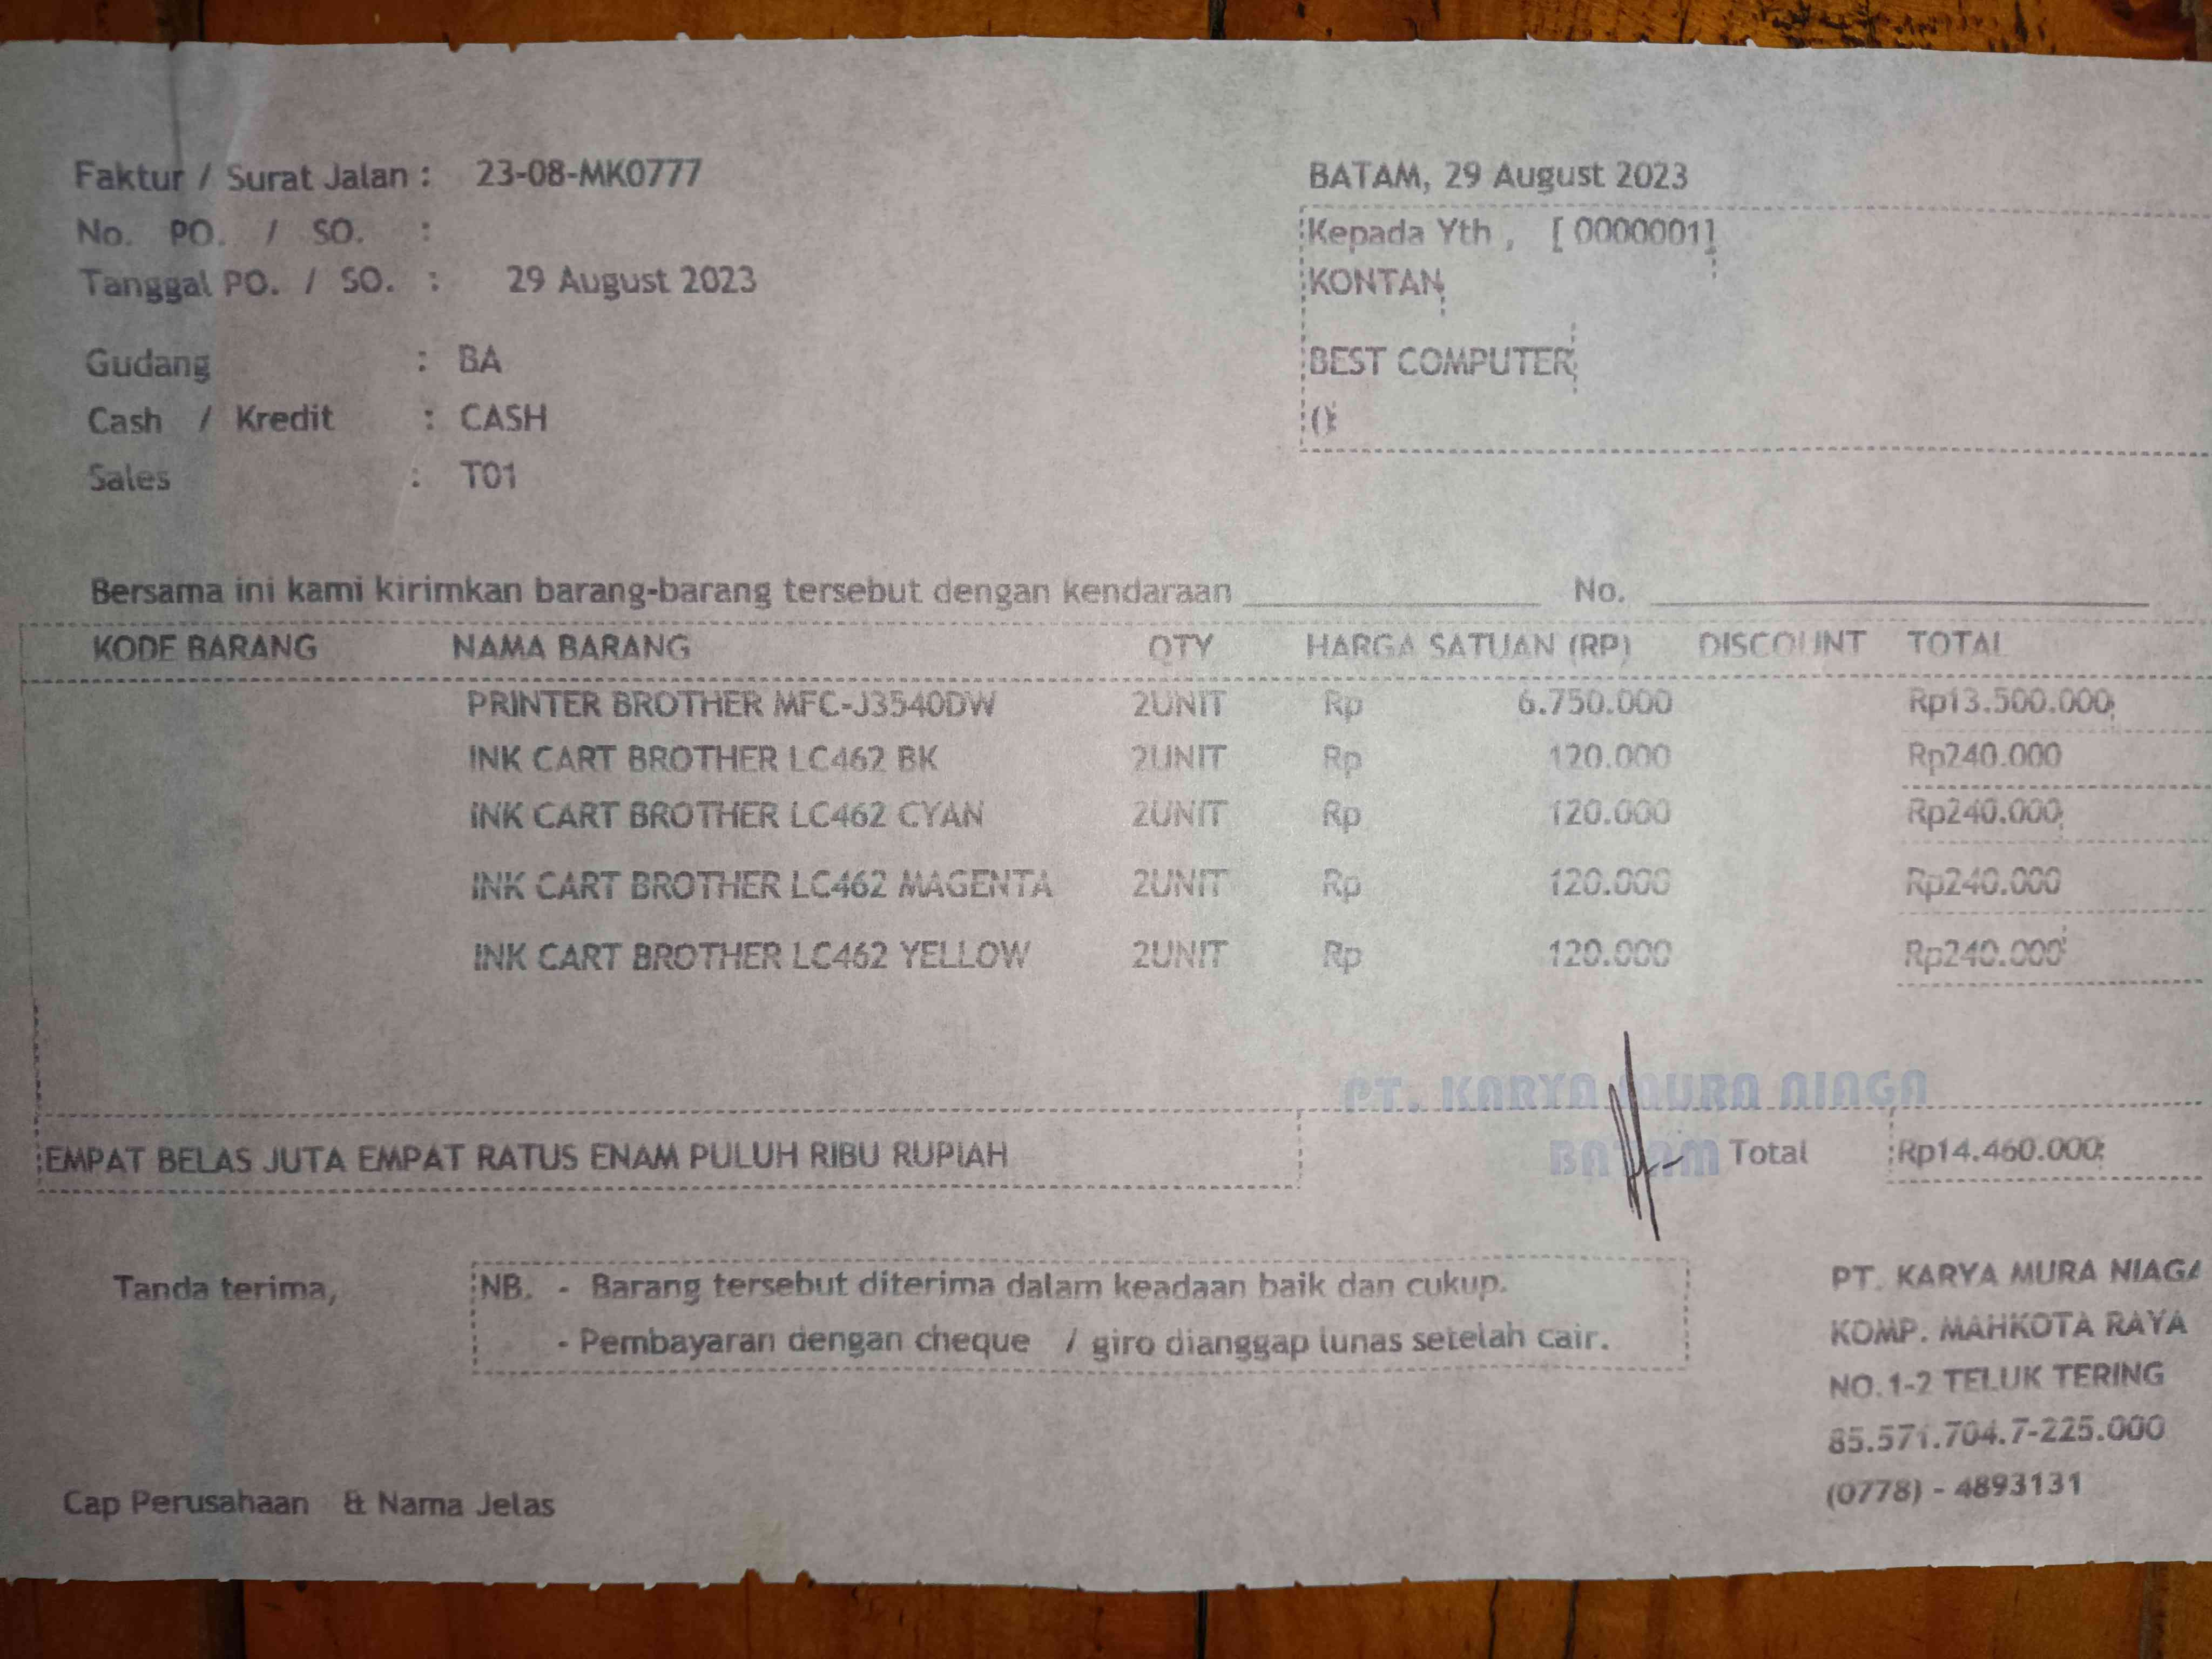 Faktur / Surat Jalan : 23-08-MK0777
BATAM, 29 August 2023
No. PO. / SO. :
Kepada Yth , [ 0000001]
Tanggal PO. / SO. : 29 August 2023
KONTAN
Gudang : BA
BEST COMPUTER
Cash / Kredit : CASH
()
Sales : T01
Bersama ini kami kirimkan barang-barang tersebut dengan kendaraan ____________ No. ____________
KODE BARANG NAMA BARANG QTY HARGA SATUAN (RP) DISCOUNT TOTAL
PRINTER BROTHER MFC-J3540DW 2UNIT Rp 6.750.000 Rp13.500.000
INK CART BROTHER LC462 BK 2UNIT Rp 120.000 Rp240.000
INK CART BROTHER LC462 CYAN 2UNIT Rp 120.000 Rp240.000
INK CART BROTHER LC462 MAGENTA 2UNIT Rp 120.000 Rp240.000
INK CART BROTHER LC462 YELLOW 2UNIT Rp 120.000 Rp240.000
PT. KARYA MURA NIAGA
BATAM
EMPAT BELAS JUTA EMPAT RATUS ENAM PULUH RIBU RUPIAH Total Rp14.460.000
Tanda terima,
NB. - Barang tersebut diterima dalam keadaan baik dan cukup.
- Pembayaran dengan cheque / giro dianggap lunas setelah cair.
PT. KARYA MURA NIAGA
KOMP. MAHKOTA RAYA
NO.1-2 TELUK TERING
85.571.704.7-225.000
(0778) - 4893131
Cap Perusahaan & Nama Jelas